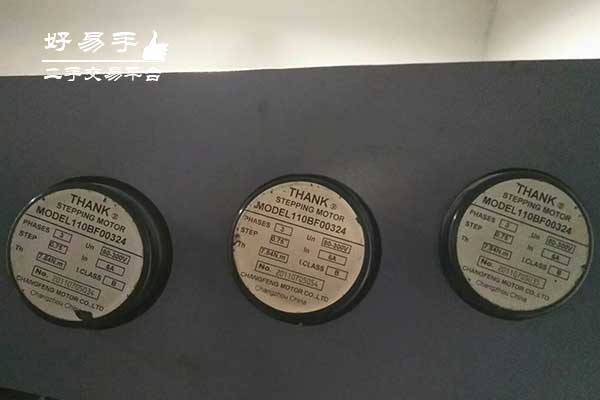 好易手
二手交易平台
THANK ®
STEPPING MOTOR
MODEL110BF00324
PHASES 3 Un 80-300V
STEP 0.75° In 6A
Th 7.84N.m I.CLASS B
No. 20110705034
CHANGFENG MOTOR CO.,LTD
Changzhou.China
THANK ®
STEPPING MOTOR
MODEL110BF00324
PHASES 3 Un 80-300V
STEP 0.75° In 6A
Th 7.84N.m I.CLASS B
No. 20110705054
CHANGFENG MOTOR CO.,LTD
Changzhou.China
THANK ®
STEPPING MOTOR
MODEL110BF00324
PHASES 3 Un 80-300V
STEP 0.75° In 6A
Th 7.84N.m I.CLASS B
No.
CHANGFENG MOTOR CO.,LTD
Changzhou.China